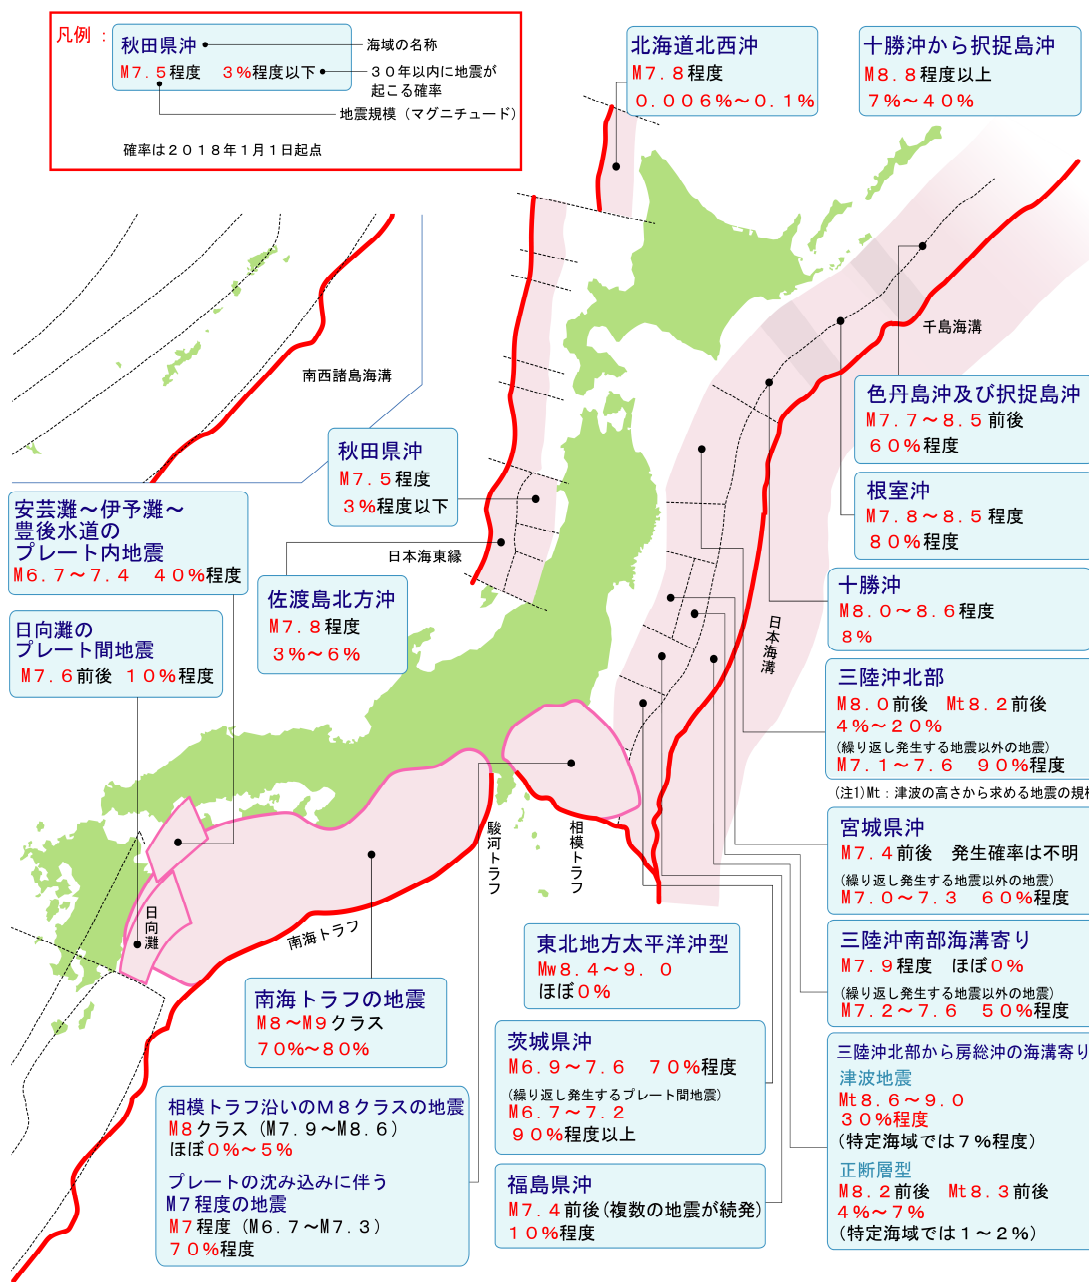 凡例：
秋田県沖
M7.5程度　3%程度以下
海域の名称
30年以内に地震が
起こる確率
地震規模（マグニチュード）
確率は2018年1月1日起点
北海道北西沖
M7.8程度
0.006%～0.1%
十勝沖から択捉島沖
M8.8程度以上
7%～40%
千島海溝
南西諸島海溝
色丹島沖及び択捉島沖
M7.7～8.5前後
60%程度
秋田県沖
M7.5程度
3%程度以下
根室沖
M7.8～8.5程度
80%程度
安芸灘～伊予灘～
豊後水道の
プレート内地震
M6.7～7.4　40%程度
日本海東縁
佐渡島北方沖
M7.8程度
3%～6%
十勝沖
M8.0～8.6程度
8%
日向灘の
プレート間地震
M7.6前後　10%程度
日本海溝
三陸沖北部
M8.0前後　Mt8.2前後
4%～20%
(繰り返し発生する地震以外の地震)
M7.1～7.6　90%程度
(注1)Mt：津波の高さから求める地震の規模
宮城県沖
M7.4前後　発生確率は不明
(繰り返し発生する地震以外の地震)
M7.0～7.3　60%程度
駿河トラフ
相模トラフ
日向灘
南海トラフ
三陸沖南部海溝寄り
M7.9程度　ほぼ0%
(繰り返し発生する地震以外の地震)
M7.2～7.6　50%程度
東北地方太平洋沖型
Mw8.4～9.0
ほぼ0%
南海トラフの地震
M8～M9クラス
70%～80%
茨城県沖
M6.9～7.6　70%程度
(繰り返し発生するプレート間地震)
M6.7～7.2
90%程度以上
三陸沖北部から房総沖の海溝寄り
津波地震
Mt8.6～9.0
30%程度
(特定海域では7%程度)
正断層型
M8.2前後　Mt8.3前後
4%～7%
(特定海域では1～2%)
相模トラフ沿いのM8クラスの地震
M8クラス（M7.9～M8.6）
ほぼ0%～5%
プレートの沈み込みに伴う
M7程度の地震
M7程度（M6.7～M7.3）
70%程度
福島県沖
M7.4前後(複数の地震が続発)
10%程度